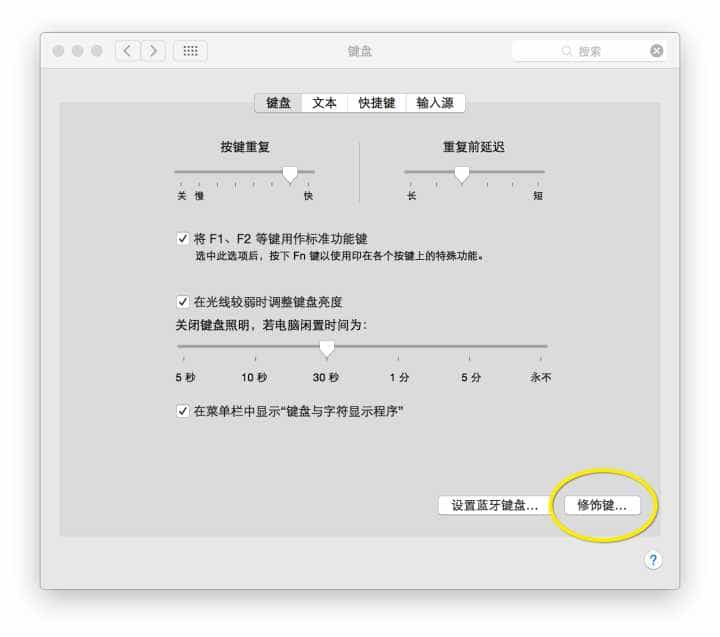 键盘
搜索
键盘 文本 快捷键 输入源
按键重复 重复前延迟
关 慢 快 长 短
将 F1、F2 等键用作标准功能键
选中此选项后，按下 Fn 键以使用印在各个按键上的特殊功能。
在光线较弱时调整键盘亮度
关闭键盘照明，若电脑闲置时间为：
5 秒 10 秒 30 秒 1 分 5 分 永不
在菜单栏中显示“键盘与字符显示程序”
设置蓝牙键盘... 修饰键...
?